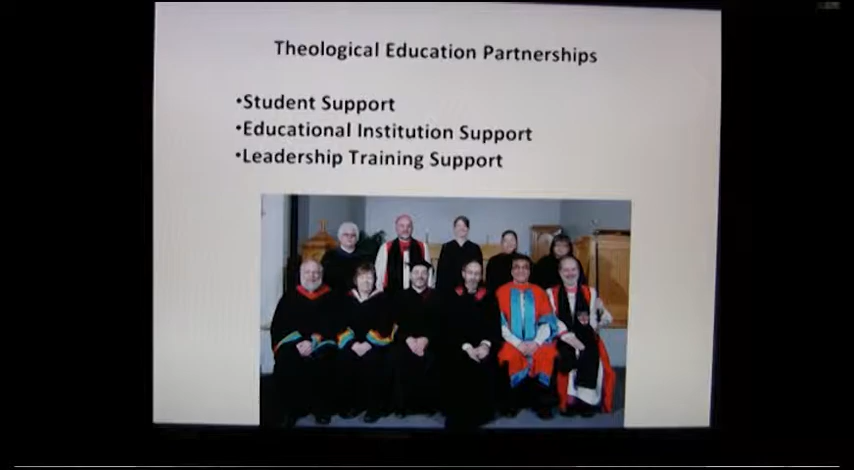 Theological Education Partnerships
•Student Support
•Educational Institution Support
•Leadership Training Support